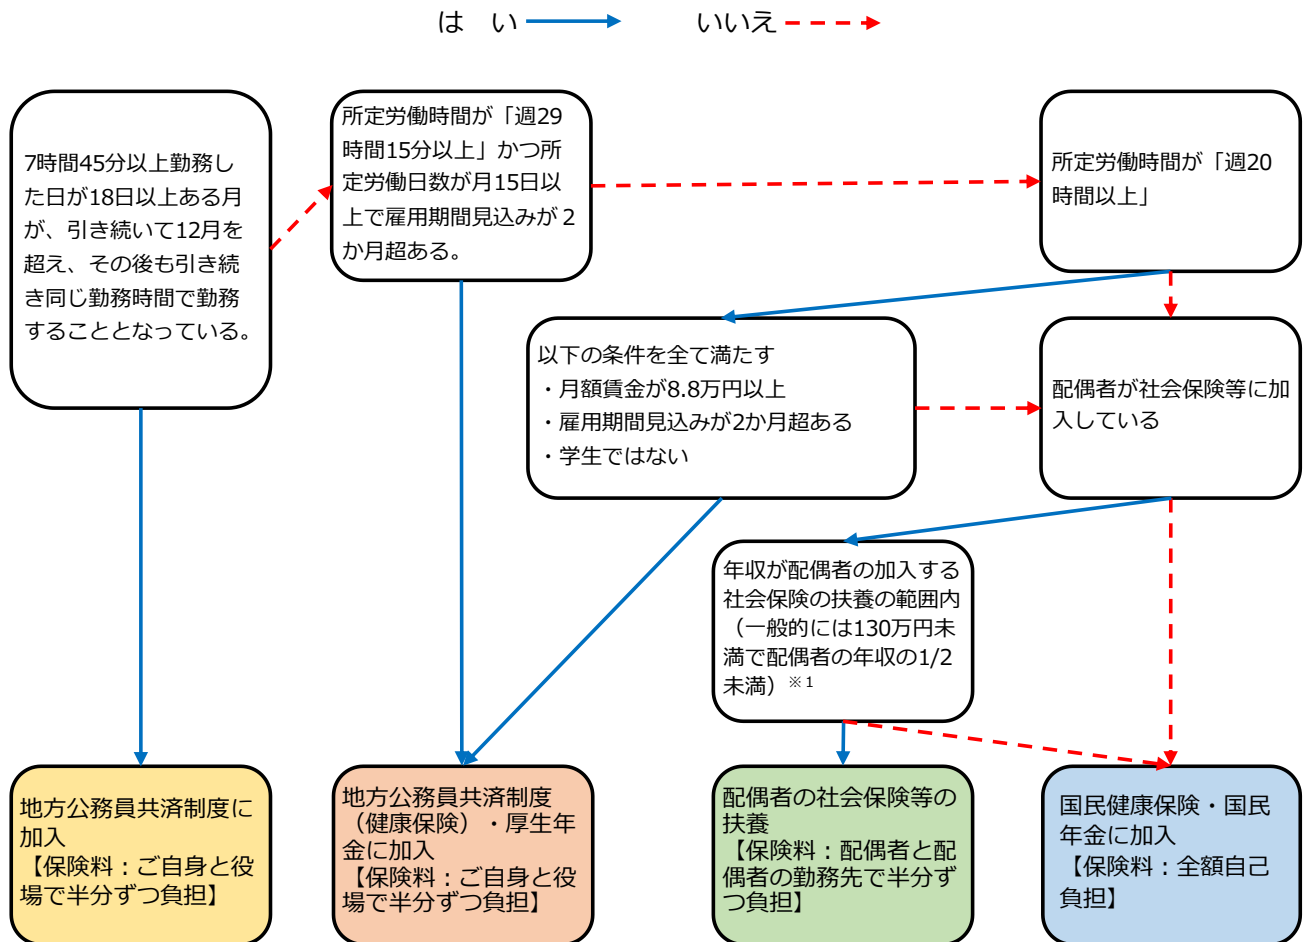 は　い
いいえ
7時間45分以上勤務し
た日が18日以上ある月
が、引き続いて12月を
超え、その後も引き続
き同じ勤務時間で勤務
することとなっている。
所定労働時間が「週29
時間15分以上」かつ所
定労働日数が月15日以
上で雇用期間見込みが２
か月超ある。
所定労働時間が「週20
時間以上」
以下の条件を全て満たす
・月額賃金が8.8万円以上
・雇用期間見込みが2か月超ある
・学生ではない
配偶者が社会保険等に加
入している
年収が配偶者の加入する
社会保険の扶養の範囲内
（一般的には130万円未
満で配偶者の年収の1/2
未満）※1
地方公務員共済制度に
加入
【保険料：ご自身と役
場で半分ずつ負担】
地方公務員共済制度
（健康保険）・厚生年
金に加入
【保険料：ご自身と役
場で半分ずつ負担】
配偶者の社会保険等の
扶養
【保険料：配偶者と配
偶者の勤務先で半分ず
つ負担】
国民健康保険・国民
年金に加入
【保険料：全額自己
負担】